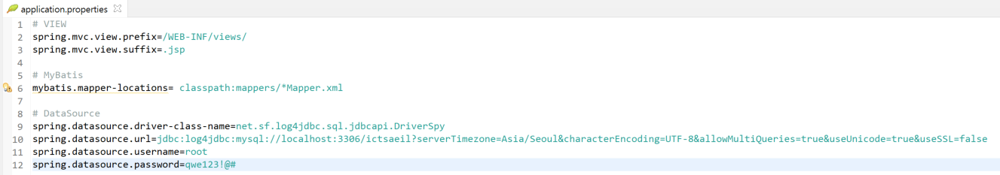 application.properties
1 # VIEW
2 spring.mvc.view.prefix=/WEB-INF/views/
3 spring.mvc.view.suffix=.jsp
4
5 # MyBatis
6 mybatis.mapper-locations= classpath:mappers/*Mapper.xml
7
8 # DataSource
9 spring.datasource.driver-class-name=net.sf.log4jdbc.sql.jdbcapi.DriverSpy
10 spring.datasource.url=jdbc:log4jdbc:mysql://localhost:3306/ictsaeil?serverTimezone=Asia/Seoul&characterEncoding=UTF-8&allowMultiQueries=true&useUnicode=true&useSSL=false
11 spring.datasource.username=root
12 spring.datasource.password=qwe123!@#